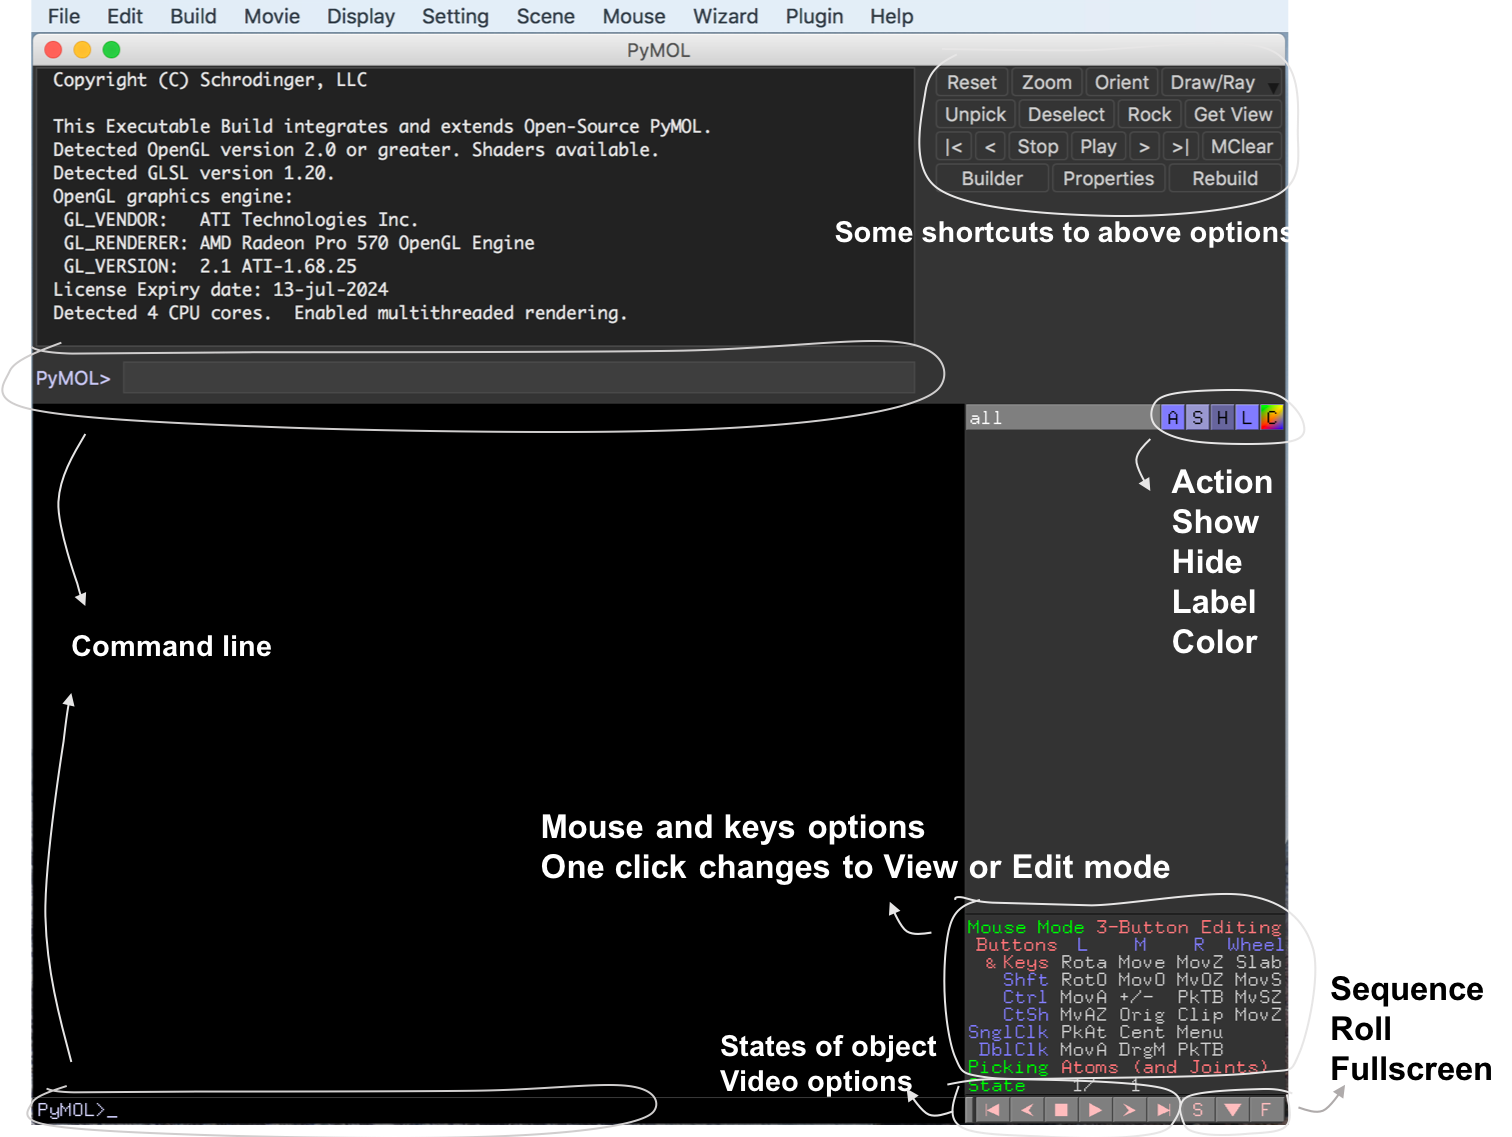 File Edit Build Movie Display Setting Scene Mouse Wizard Plugin Help
PyMOL
Copyright (C) Schrodinger, LLC
This Executable Build integrates and extends Open-Source PyMOL.
Detected OpenGL version 2.0 or greater. Shaders available.
Detected GLSL version 1.20.
OpenGL graphics engine:
GL_VENDOR: ATI Technologies Inc.
GL_RENDERER: AMD Radeon Pro 570 OpenGL Engine
GL_VERSION: 2.1 ATI-1.68.25
License Expiry date: 13-jul-2024
Detected 4 CPU cores. Enabled multithreaded rendering.
Reset Zoom Orient Draw/Ray
Unpick Deselect Rock Get View
|< < Stop Play > >| MClear
Builder Properties Rebuild
Some shortcuts to above options
PyMOL>
all A S H L C
Action
Show
Hide
Label
Color
Command line
Mouse and keys options
One click changes to View or Edit mode
Mouse Mode 3-Button Editing
Buttons L M R Wheel
& Keys Rota Move MovZ Slab
Shft RotO MovO MvOZ MovS
Ctrl MovA +/- PkTB MvSZ
CtSh MvAZ Orig Clip MovZ
SnglClk PkAt Cent Menu
DblClk MovA DrgM PkTB
Picking Atoms (and Joints)
State 1/ 1
States of object
Video options
Sequence
Roll
Fullscreen
PyMOL>_
S F